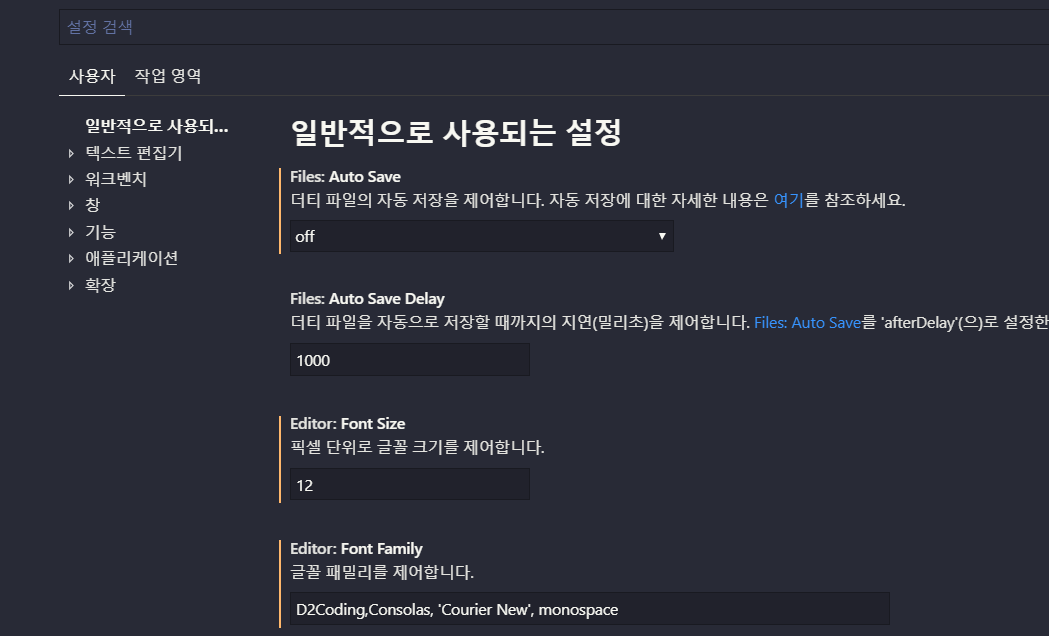 설정 검색
사용자 작업 영역
일반적으로 사용되...
텍스트 편집기
워크벤치
창
기능
애플리케이션
확장
일반적으로 사용되는 설정
Files: Auto Save
더티 파일의 자동 저장을 제어합니다. 자동 저장에 대한 자세한 내용은 여기를 참조하세요.
off
Files: Auto Save Delay
더티 파일을 자동으로 저장할 때까지의 지연(밀리초)을 제어합니다. Files: Auto Save를 'afterDelay'(으)로 설정한
1000
Editor: Font Size
픽셀 단위로 글꼴 크기를 제어합니다.
12
Editor: Font Family
글꼴 패밀리를 제어합니다.
D2Coding,Consolas, 'Courier New', monospace